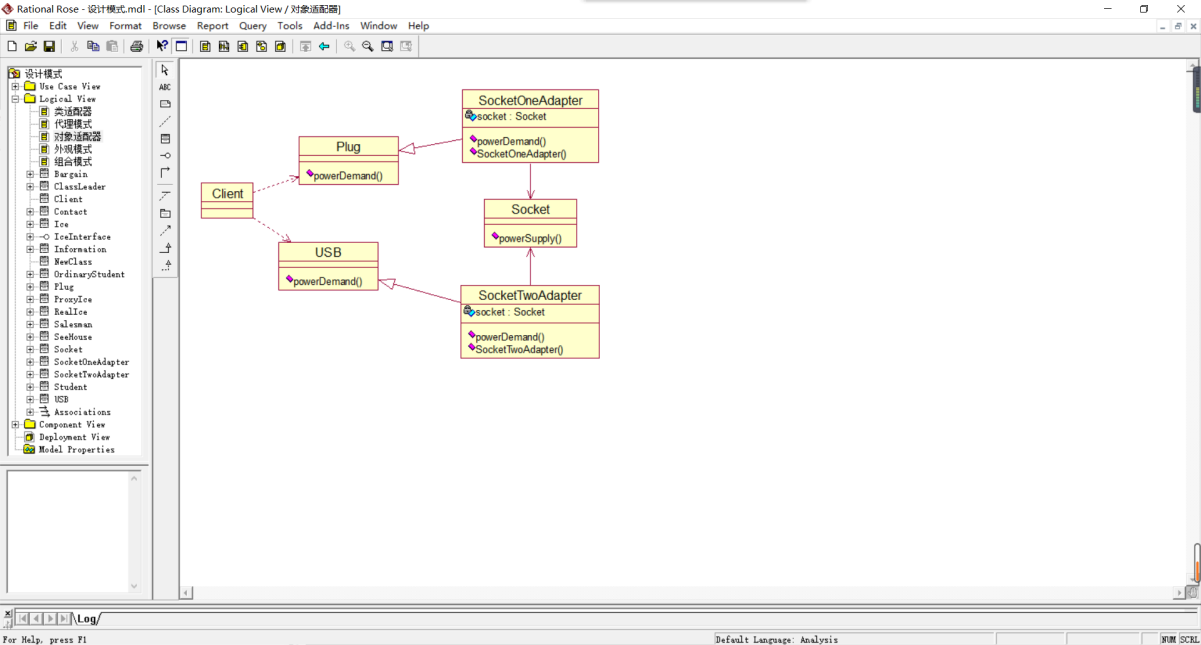 Rational Rose - 设计模式.mdl - [Class Diagram: Logical View / 对象适配器]
File Edit View Format Browse Report Query Tools Add-Ins Window Help
设计模式
Use Case View
Logical View
类适配器
代理模式
对象适配器
外观模式
组合模式
Bargain
ClassLeader
Client
Contact
Ice
IceInterface
Information
NewClass
OrdinaryStudent
Plug
ProxyIce
RealIce
Salesman
SeeHouse
Socket
SocketOneAdapter
SocketTwoAdapter
Student
USB
Associations
Component View
Deployment View
Model Properties
ABC
SocketOneAdapter
socket : Socket
powerDemand()
SocketOneAdapter()
Plug
powerDemand()
Client
Socket
powerSupply()
USB
powerDemand()
SocketTwoAdapter
socket : Socket
powerDemand()
SocketTwoAdapter()
Log
For Help, press F1
Default Language: Analysis
NUM SCRL